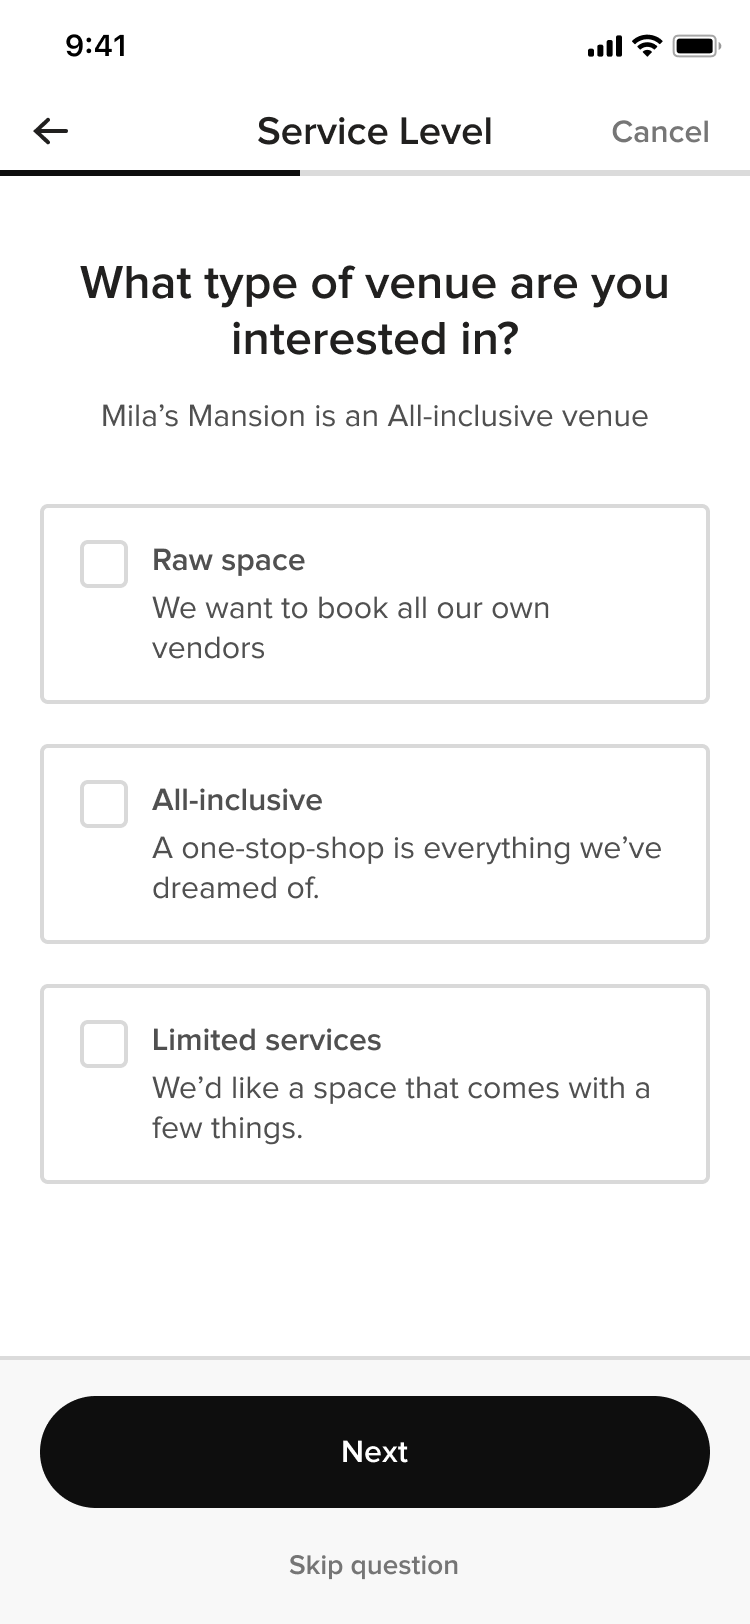 9:41
Service Level
Cancel
What type of venue are you
interested in?
Mila’s Mansion is an All-inclusive venue
Raw space
We want to book all our own
vendors
All-inclusive
A one-stop-shop is everything we’ve
dreamed of.
Limited services
We’d like a space that comes with a
few things.
Next
Skip question